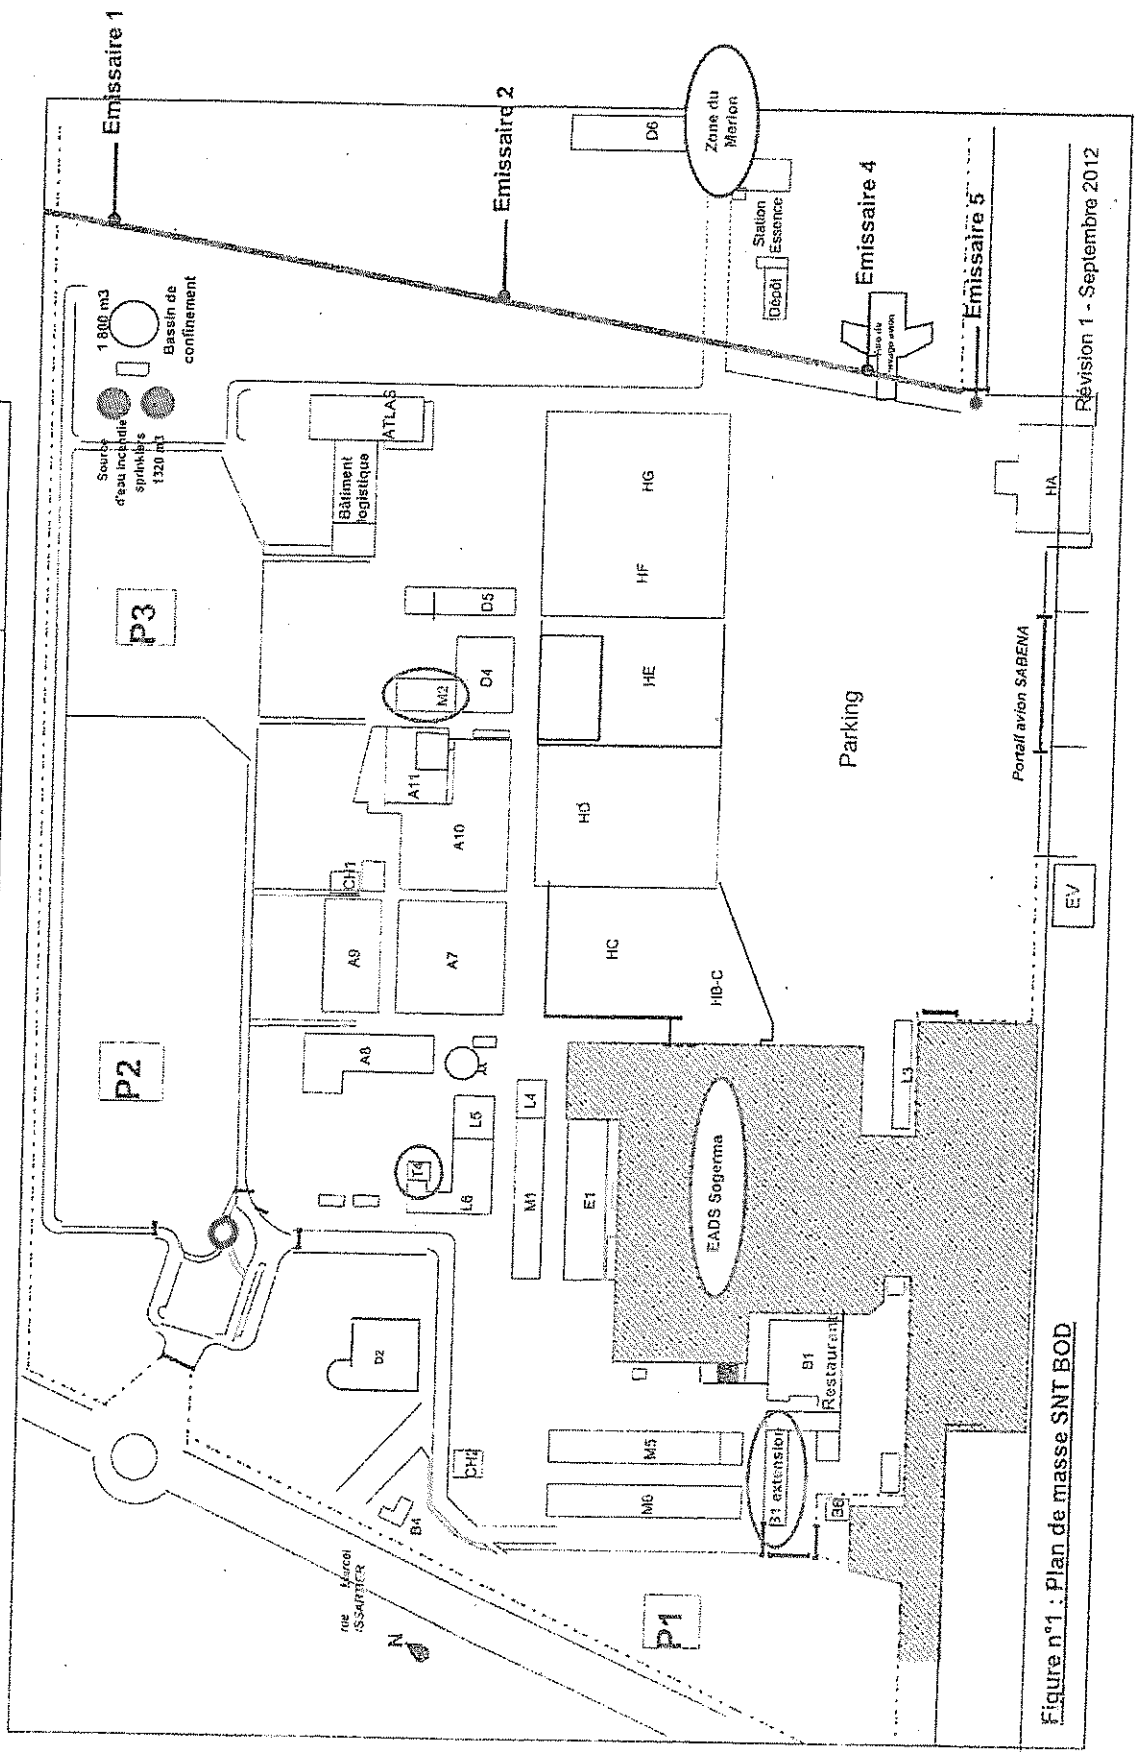 Emissaire 1
Emissaire 2
Emissaire 4
Emissaire 5
D6
Zone du
Merlon
Station
Essence
Dépôt
1 800 m3
Bassin de
confinement
Source
d'eau incendie
sprinklers
1320 m3
ATLAS
Bâtiment
logistique
P3
HG
HF
HA
D5
M2
D4
HE
A11
A10
HD
Parking
Portail avion SABENA
CH1
A9
A7
HC
HB-C
EV
P2
A8
L5
L4
L3
T4
L6
M1
E1
EADS Sogerma
D2
B1
Restaurant
CH2
M5
M6
B1 extension
B6
B4
rue Marcel
ISSARTIER
N
P1
Révision 1 - Septembre 2012
Figure n°1 : Plan de masse SNT BOD